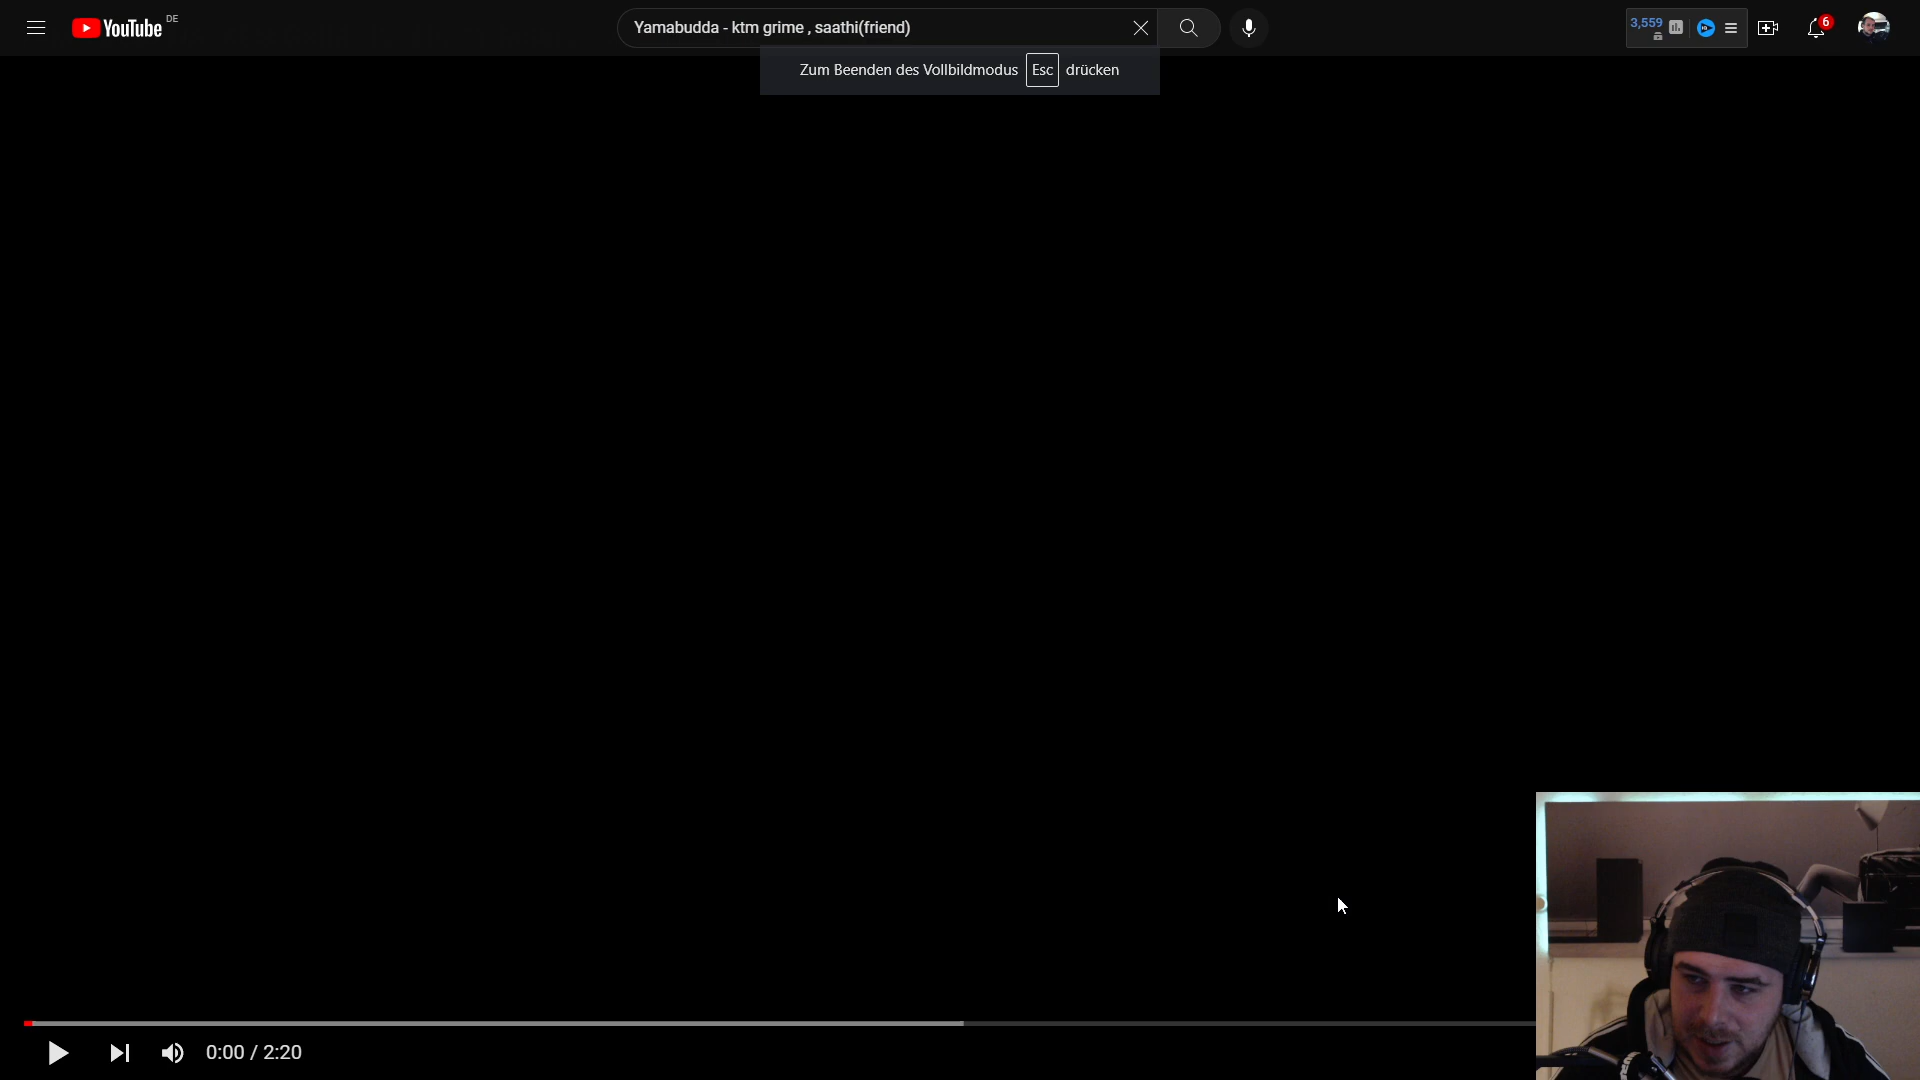 YouTube DE
Yamabudda - ktm grime , saathi(friend)
3,559
6
Zum Beenden des Vollbildmodus Esc drücken
0:00 / 2:20